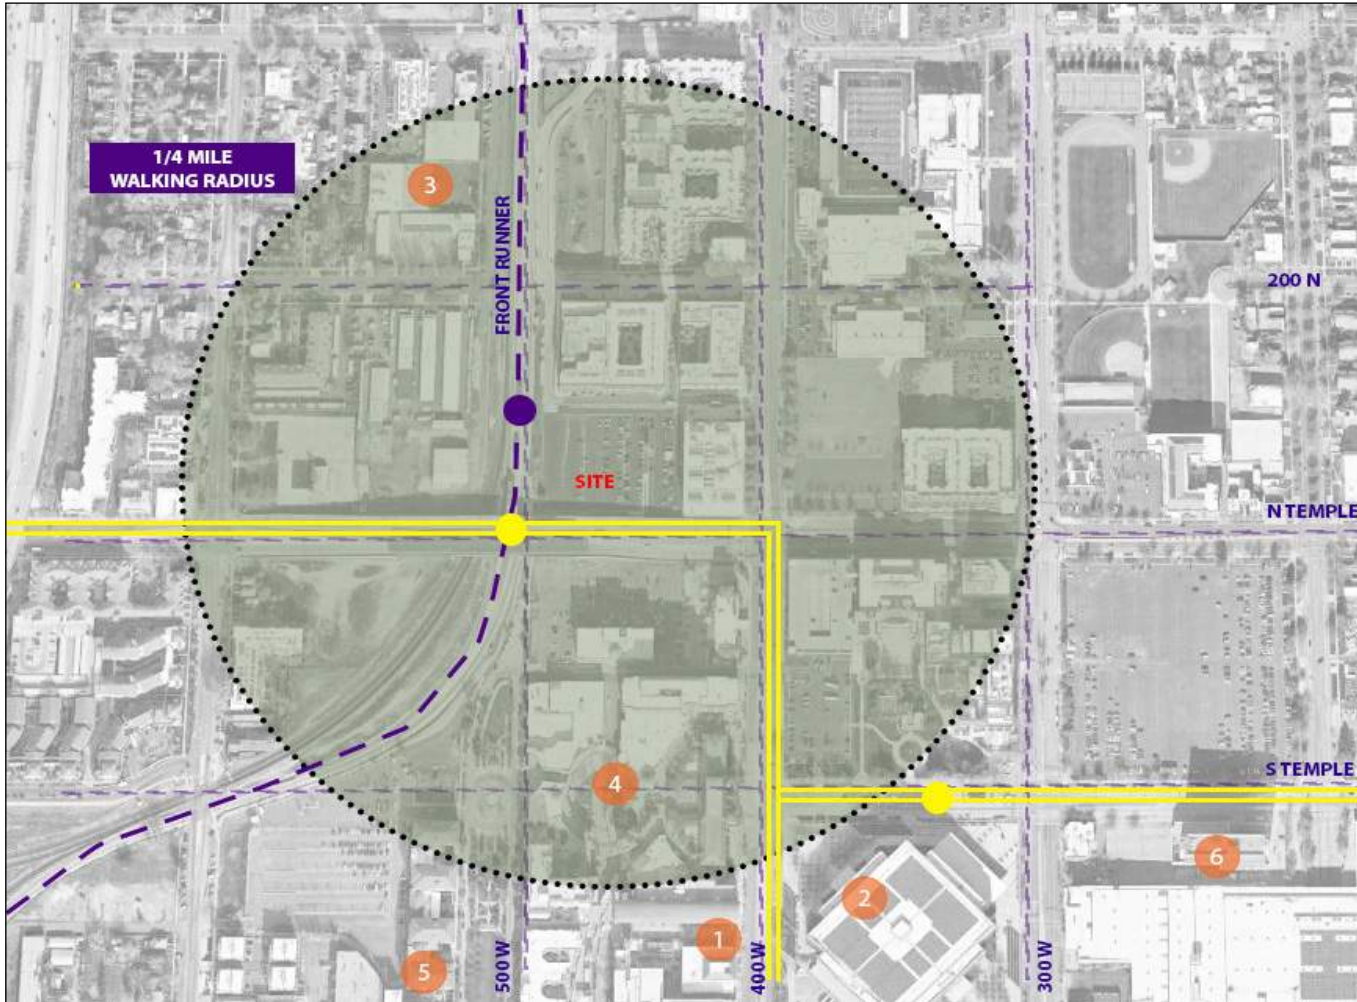 1/4 MILE
WALKING RADIUS
3
FRONT RUNNER
200 N
SITE
N TEMPLE
4
S TEMPLE
6
2
1
5
500 W
400 W
300 W